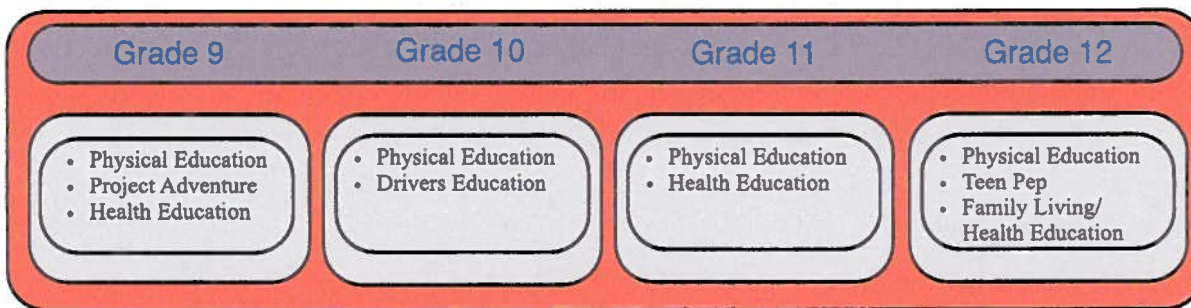 Grade 9 Grade 10 Grade 11 Grade 12
• Physical Education
• Project Adventure
• Health Education
• Physical Education
• Drivers Education
• Physical Education
• Health Education
• Physical Education
• Teen Pep
• Family Living/
Health Education